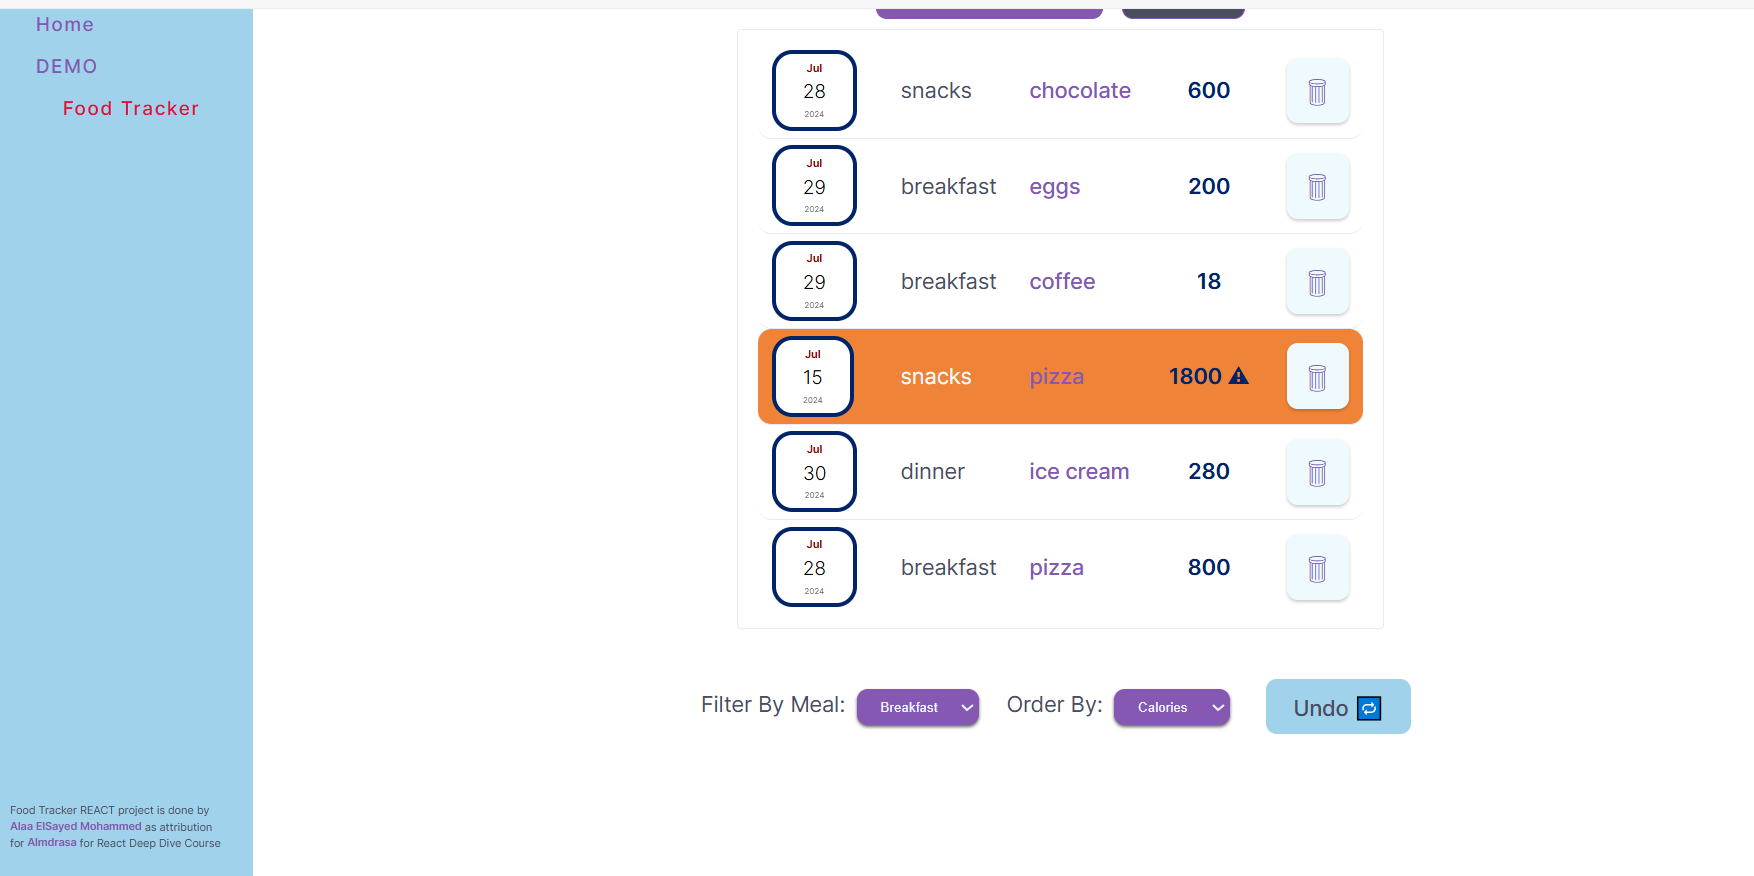 Home
DEMO
Food Tracker
Jul
28
2024
snacks chocolate 600
Jul
29
2024
breakfast eggs 200
Jul
29
2024
breakfast coffee 18
Jul
15
2024
snacks pizza 1800
Jul
30
2024
dinner ice cream 280
Jul
28
2024
breakfast pizza 800
Filter By Meal: Breakfast Order By: Calories Undo
Food Tracker REACT project is done by
Alaa ElSayed Mohammed as attribution
for Almdrasa for React Deep Dive Course